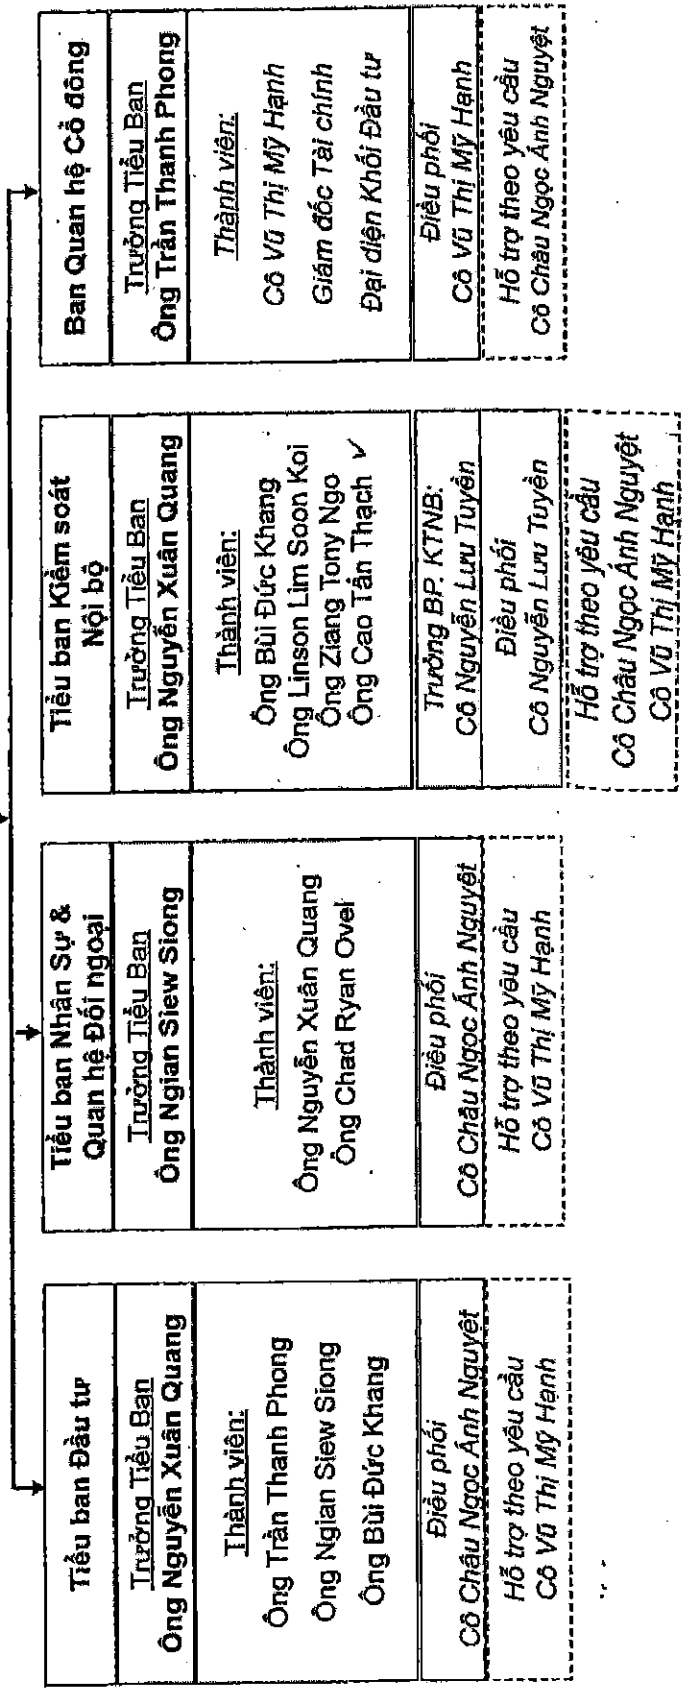 Tiểu ban Đầu tư
Trưởng Tiểu Ban
Ông Nguyễn Xuân Quang
Thành viên:
Ông Trần Thanh Phong
Ông Ngian Siew Siong
Ông Bùi Đức Khang
Điều phối
Cô Châu Ngọc Ánh Nguyệt
Hỗ trợ theo yêu cầu
Cô Vũ Thị Mỹ Hạnh
Tiểu ban Nhân Sự &
Quan hệ Đối ngoại
Trưởng Tiểu Ban
Ông Ngian Siew Siong
Thành viên:
Ông Nguyễn Xuân Quang
Ông Chad Ryan Ovel
Điều phối
Cô Châu Ngọc Ánh Nguyệt
Hỗ trợ theo yêu cầu
Cô Vũ Thị Mỹ Hạnh
Tiểu ban Kiểm soát
Nội bộ
Trưởng Tiểu Ban
Ông Nguyễn Xuân Quang
Thành viên:
Ông Bùi Đức Khang
Ông Linson Lim Soon Koi
Ông Ziang Tony Ngo
Ông Cao Tấn Thạch ✓
Trưởng BP. KTNB:
Cô Nguyễn Lưu Tuyền
Điều phối
Cô Nguyễn Lưu Tuyền
Hỗ trợ theo yêu cầu
Cô Châu Ngọc Ánh Nguyệt
Cô Vũ Thị Mỹ Hạnh
Ban Quan hệ Cổ đông
Trưởng Tiểu Ban
Ông Trần Thanh Phong
Thành viên:
Cô Vũ Thị Mỹ Hạnh
Giám đốc Tài chính
Đại diện Khối Đầu tư
Điều phối
Cô Vũ Thị Mỹ Hạnh
Hỗ trợ theo yêu cầu
Cô Châu Ngọc Ánh Nguyệt